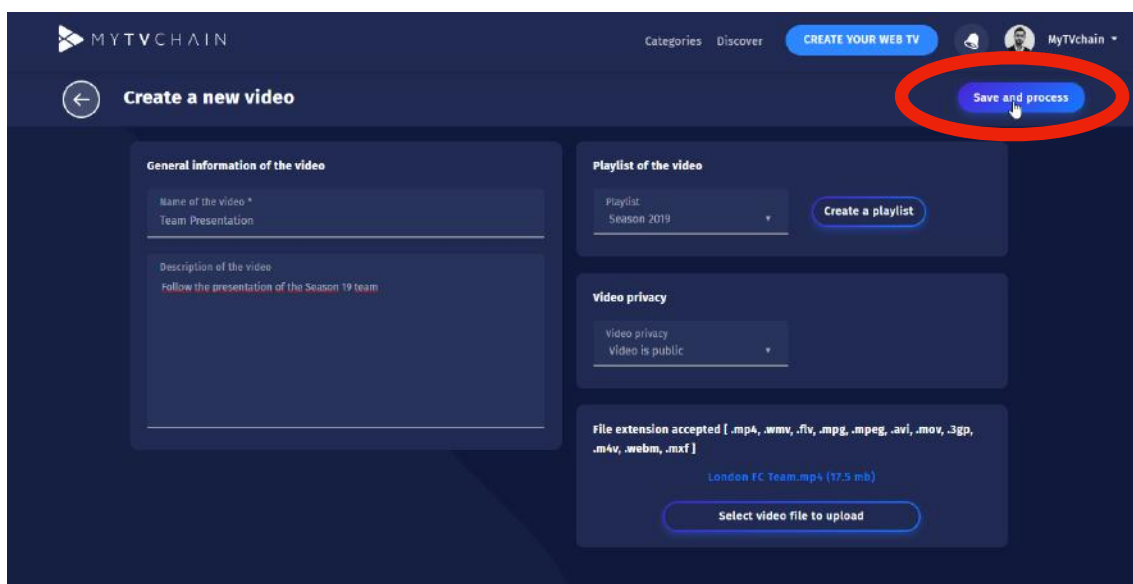 MYTVCHAIN
Categories Discover CREATE YOUR WEB TV MyTVchain
Create a new video
Save and process
General information of the video
Name of the video *
Team Presentation
Description of the video
Follow the presentation of the Season 19 team
Playlist of the video
Playlist
Season 2019
Create a playlist
Video privacy
Video privacy
Video is public
File extension accepted [ .mp4, .wmv, .flv, .mpg, .mpeg, .avi, .mov, .3gp,
.m4v, .webm, .mxf ]
London FC Team.mp4 (17.5 mb)
Select video file to upload